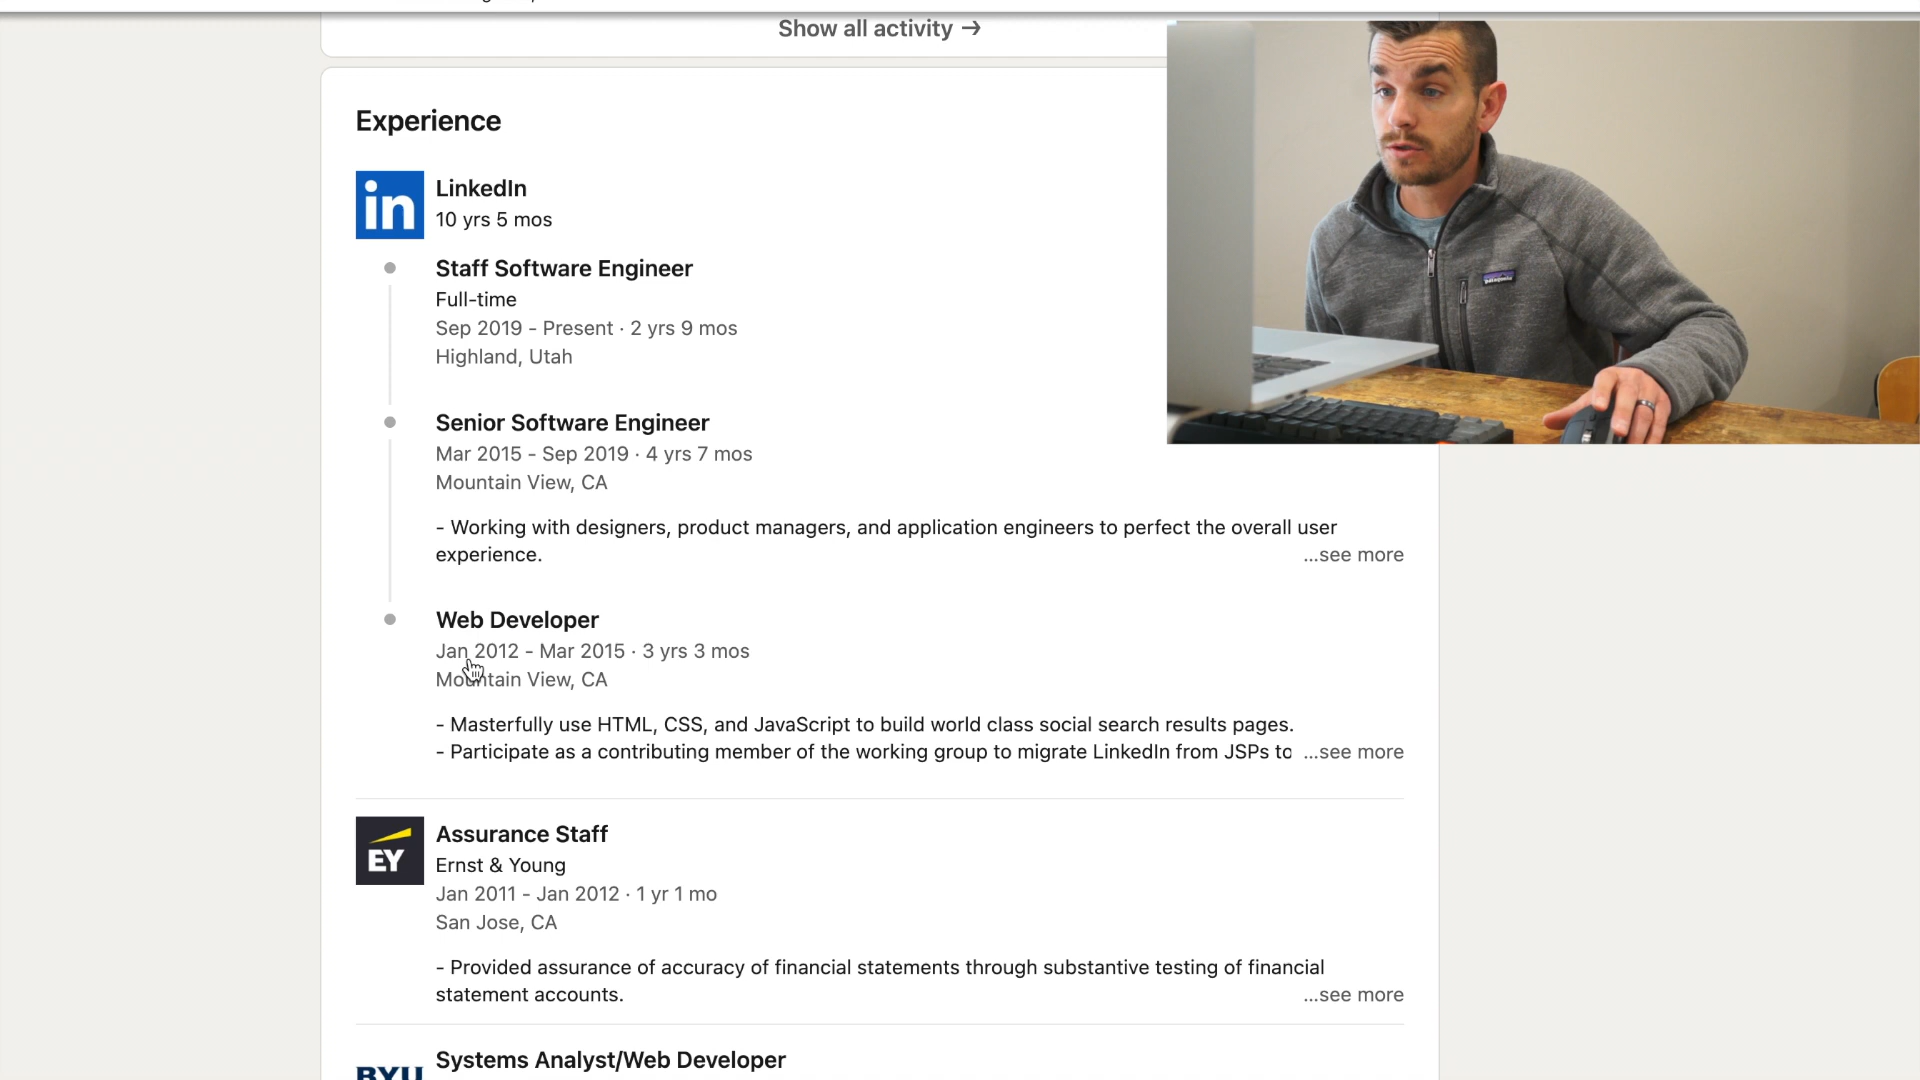 Show all activity →
Experience
in
LinkedIn
10 yrs 5 mos
Staff Software Engineer
Full-time
Sep 2019 - Present · 2 yrs 9 mos
Highland, Utah
Senior Software Engineer
Mar 2015 - Sep 2019 · 4 yrs 7 mos
Mountain View, CA
- Working with designers, product managers, and application engineers to perfect the overall user
experience. ...see more
Web Developer
Jan 2012 - Mar 2015 · 3 yrs 3 mos
Mountain View, CA
- Masterfully use HTML, CSS, and JavaScript to build world class social search results pages.
- Participate as a contributing member of the working group to migrate LinkedIn from JSPs to ...see more
EY
Assurance Staff
Ernst & Young
Jan 2011 - Jan 2012 · 1 yr 1 mo
San Jose, CA
- Provided assurance of accuracy of financial statements through substantive testing of financial
statement accounts. ...see more
BYU
Systems Analyst/Web Developer
patagonia